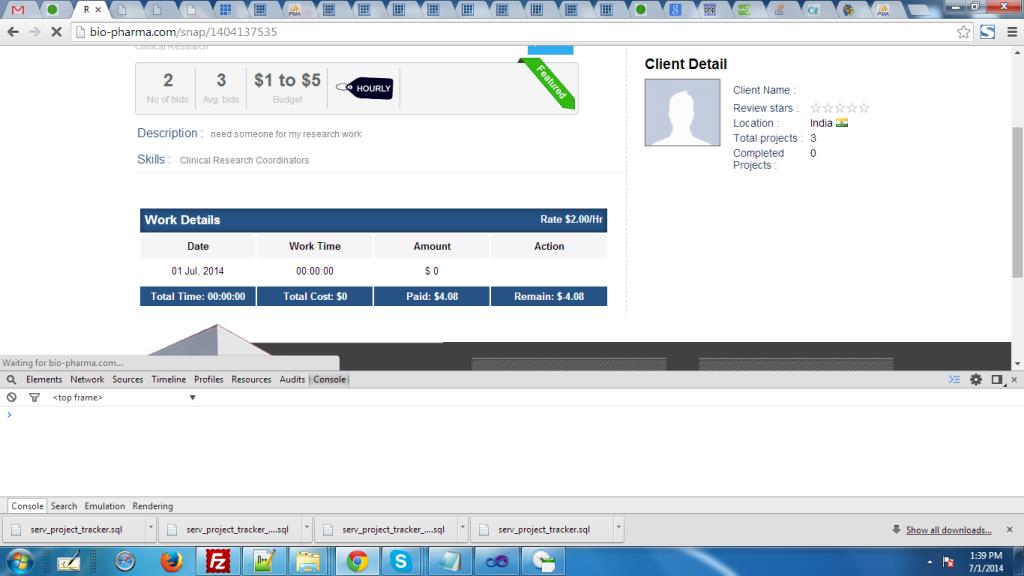 R ×
bio-pharma.com/snap/1404137535
Clinical Research
2 3 $1 to $5 HOURLY
No of bids Avg. bids Budget
Featured
Description : need someone for my research work
Skills : Clinical Research Coordinators
Client Detail
Client Name :
Review stars :
Location : India
Total projects : 3
Completed 0
Projects :
Work Details Rate $2.00/Hr
Date Work Time Amount Action
01 Jul, 2014 00:00:00 $ 0
Total Time: 00:00:00 Total Cost: $0 Paid: $4.08 Remain: $-4.08
Waiting for bio-pharma.com...
Elements Network Sources Timeline Profiles Resources Audits Console
<top frame>
Console Search Emulation Rendering
serv_project_tracker.sql serv_project_tracker_....sql serv_project_tracker_....sql serv_project_tracker.sql Show all downloads...
1:39 PM
7/1/2014